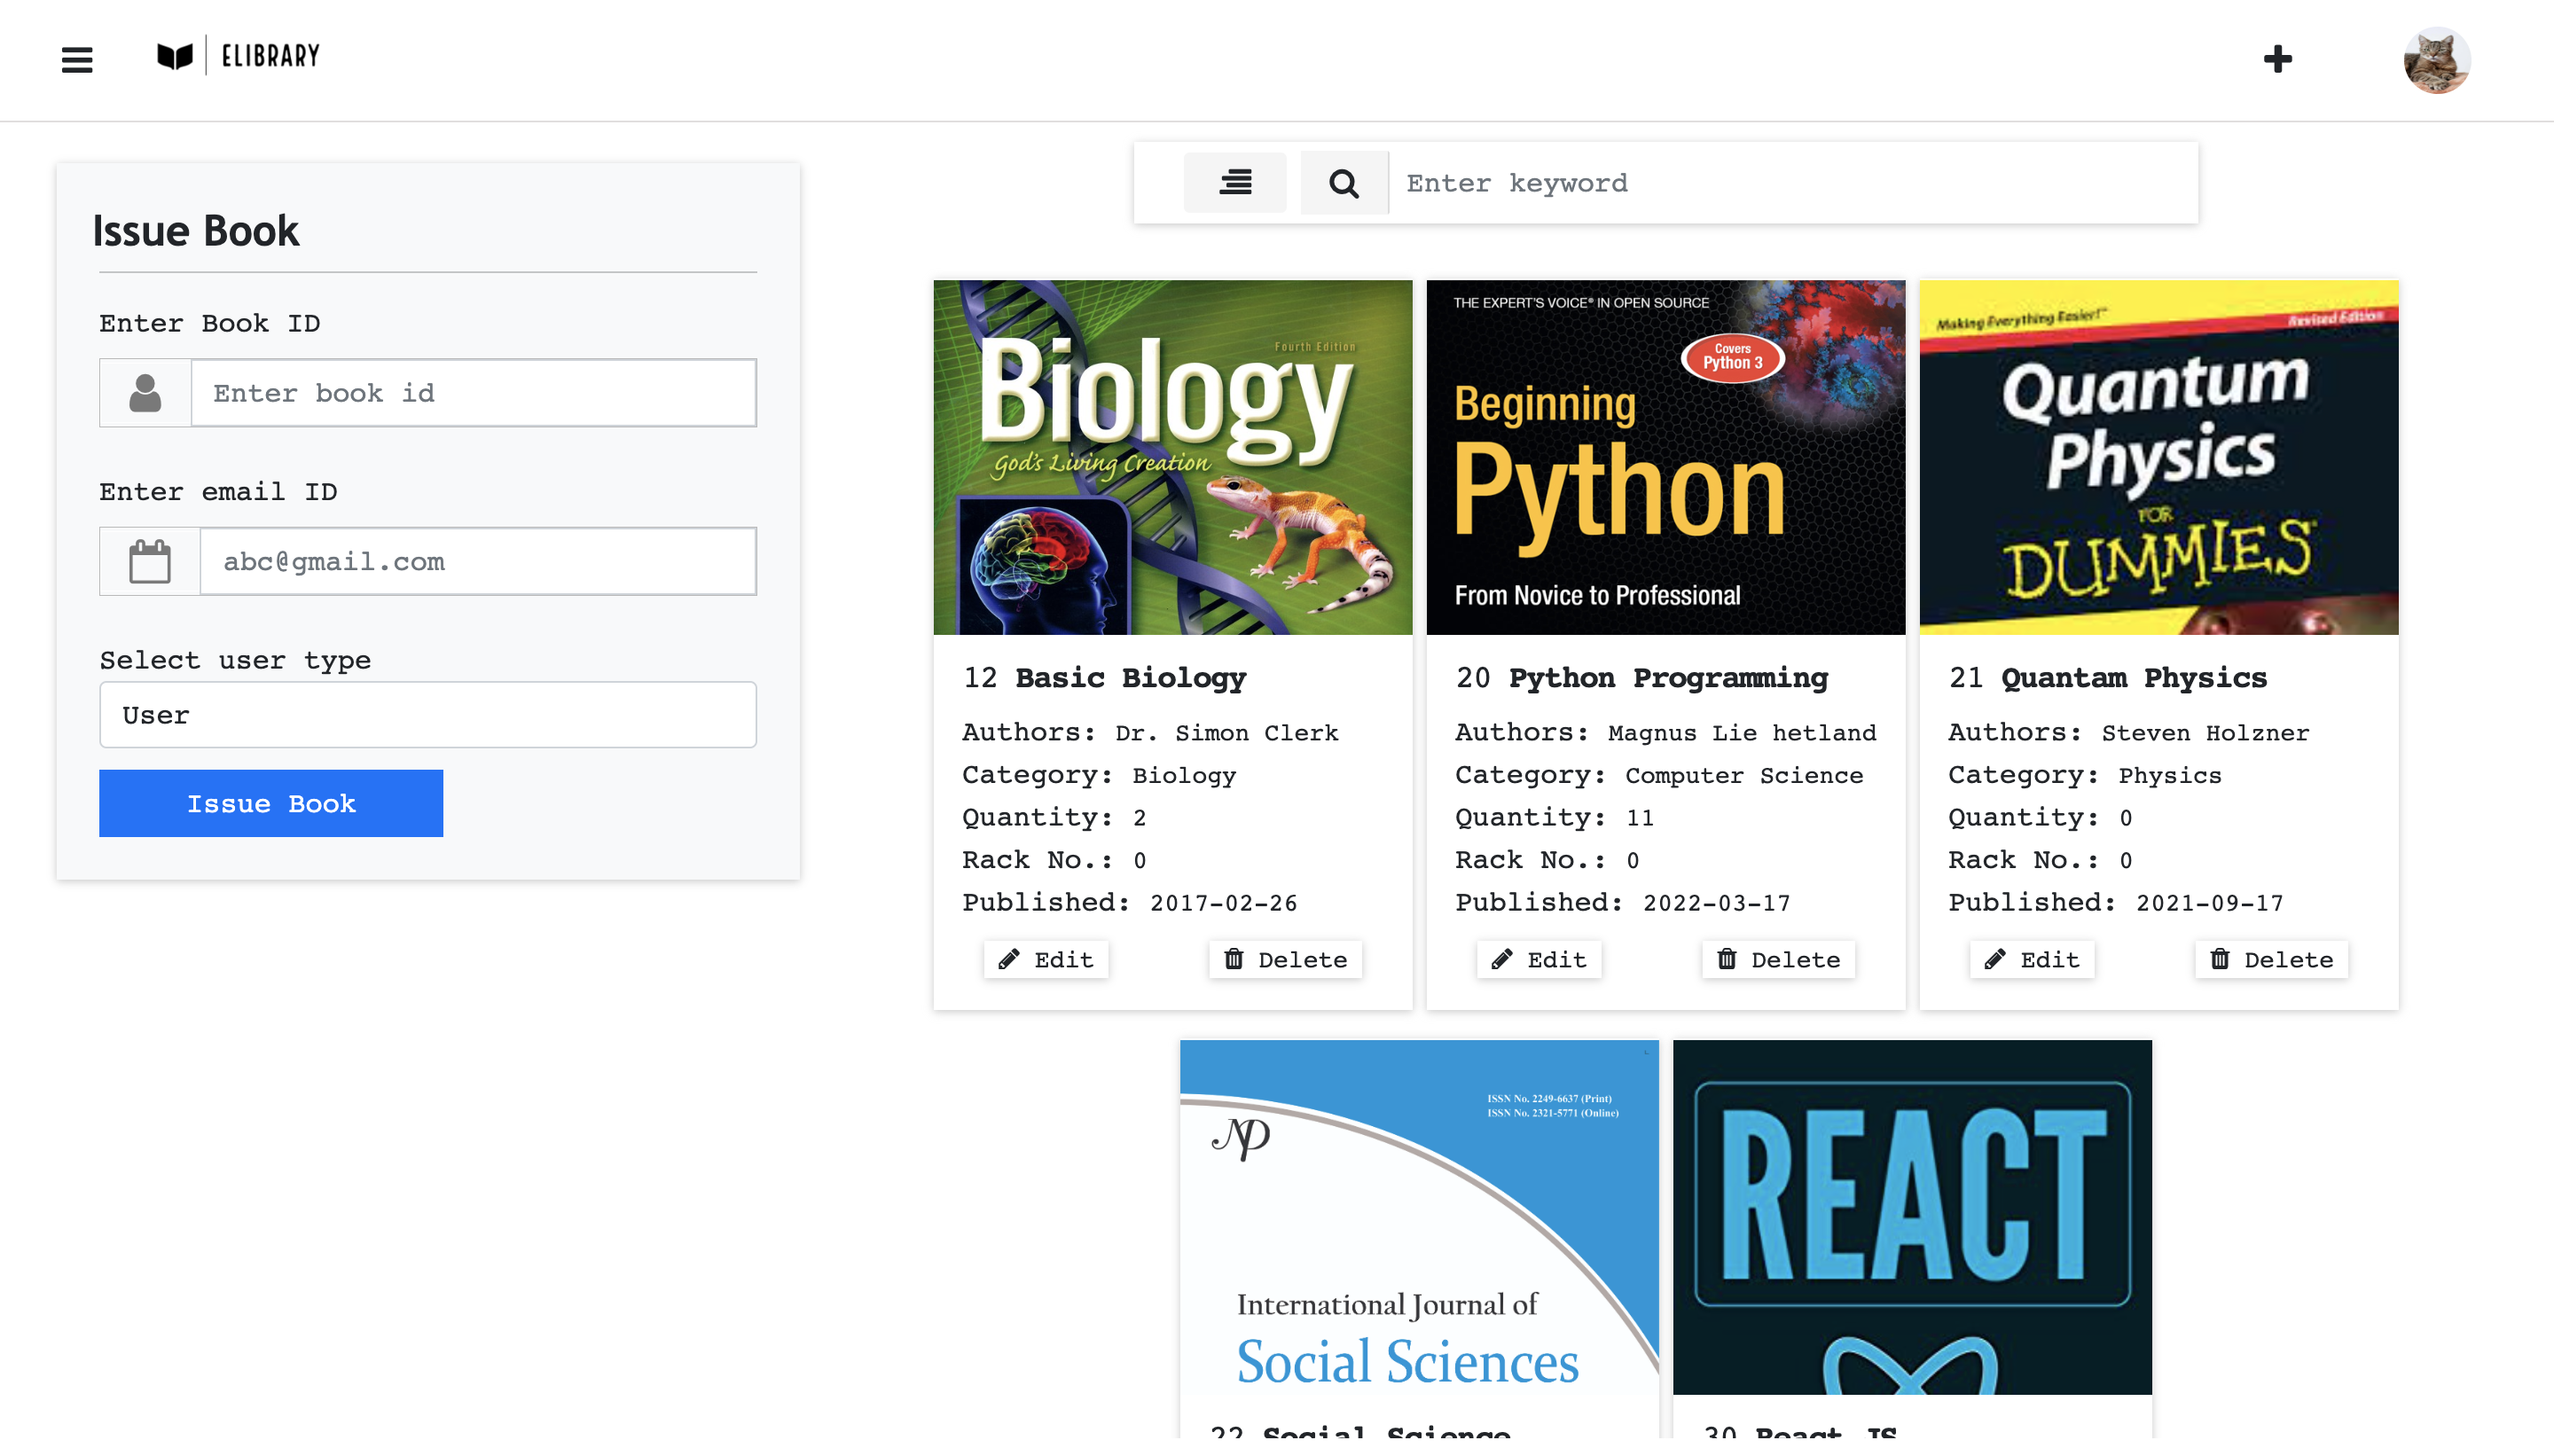 ELIBRARY
Issue Book
Enter Book ID
Enter book id
Enter email ID
abc@gmail.com
Select user type
User
Issue Book
Enter keyword
Fourth Edition
Biology
God's Living Creation
12 Basic Biology
Authors: Dr. Simon Clerk
Category: Biology
Quantity: 2
Rack No.: 0
Published: 2017-02-26
Edit Delete
THE EXPERT'S VOICE® IN OPEN SOURCE
Covers
Python 3
Beginning
Python
From Novice to Professional
20 Python Programming
Authors: Magnus Lie hetland
Category: Computer Science
Quantity: 11
Rack No.: 0
Published: 2022-03-17
Edit Delete
Making Everything Easier!™
Revised Edition
Quantum
Physics
FOR
DUMMIES®
21 Quantam Physics
Authors: Steven Holzner
Category: Physics
Quantity: 0
Rack No.: 0
Published: 2021-09-17
Edit Delete
ISSN No. 2249-6637 (Print)
ISSN No. 2321-5771 (Online)
NP
International Journal of
Social Sciences
22 Social Science
REACT
30 React JS